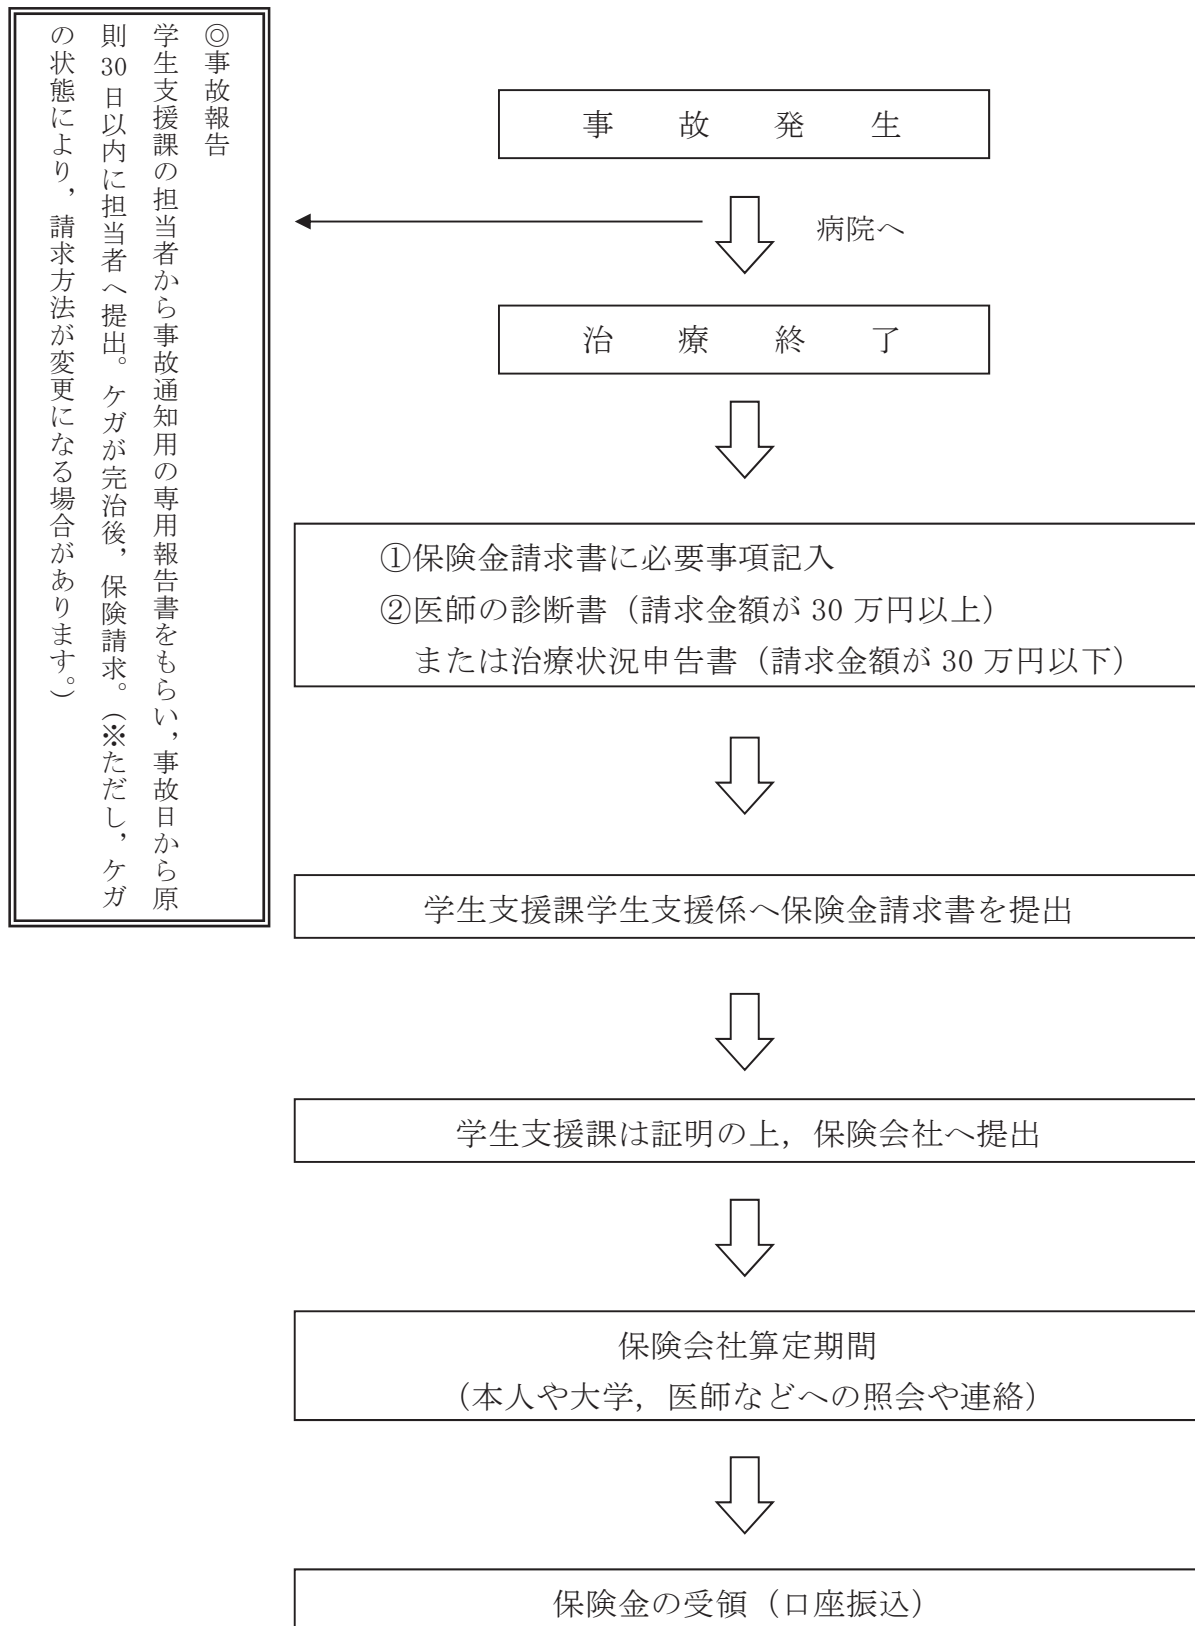 ◎事故報告
学生支援課の担当者から事故通知用の専用報告書をもらい，事故日から原
則30日以内に担当者へ提出。ケガが完治後，保険請求。（※ただし，ケガ
の状態により，請求方法が変更になる場合があります。）
事　故　発　生
病院へ
治　療　終　了
①保険金請求書に必要事項記入
②医師の診断書（請求金額が 30 万円以上）
または治療状況申告書（請求金額が 30 万円以下）
学生支援課学生支援係へ保険金請求書を提出
学生支援課は証明の上，保険会社へ提出
保険会社算定期間
（本人や大学，医師などへの照会や連絡）
保険金の受領（口座振込）